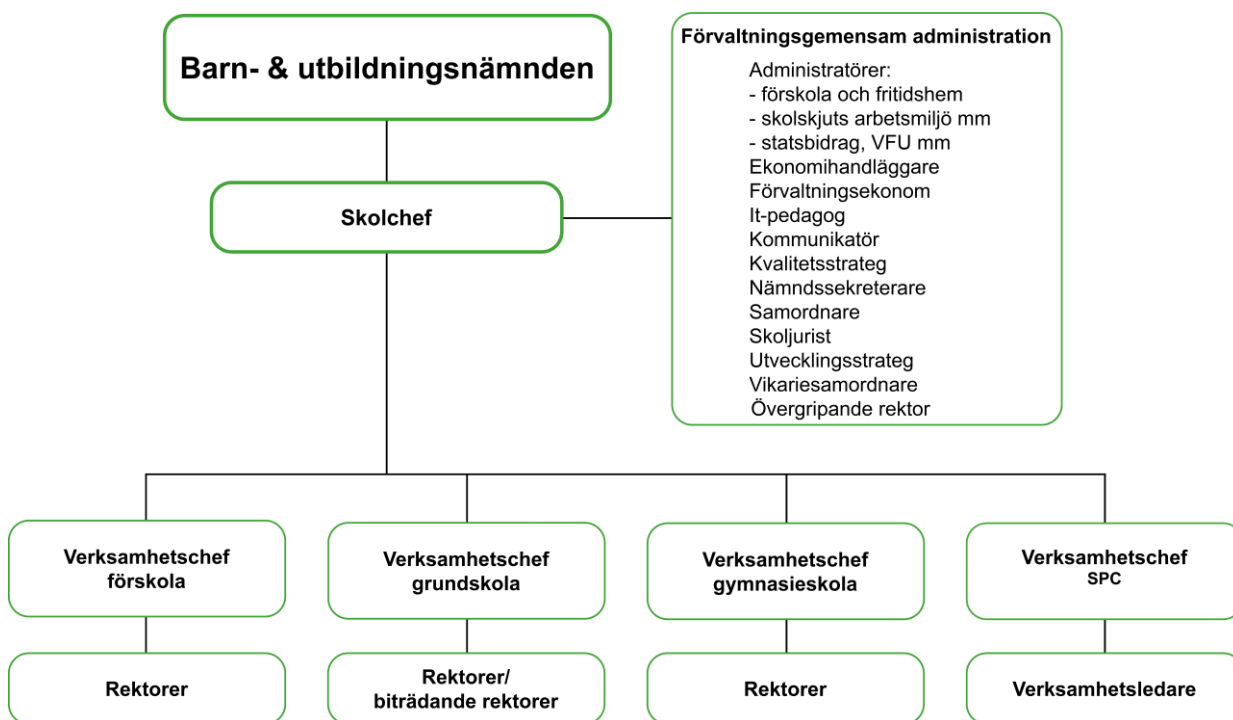 Barn- & utbildningsnämnden
Förvaltningsgemensam administration
Administratörer:
- förskola och fritidshem
- skolskjuts arbetsmiljö mm
- statsbidrag, VFU mm
Ekonomihandläggare
Förvaltningsekonom
It-pedagog
Kommunikatör
Kvalitetsstrateg
Nämndssekreterare
Samordnare
Skoljurist
Utvecklingsstrateg
Vikariesamordnare
Övergripande rektor
Skolchef
Verksamhetschef
förskola
Verksamhetschef
grundskola
Verksamhetschef
gymnasieskola
Verksamhetschef
SPC
Rektorer
Rektorer/
biträdande rektorer
Rektorer
Verksamhetsledare